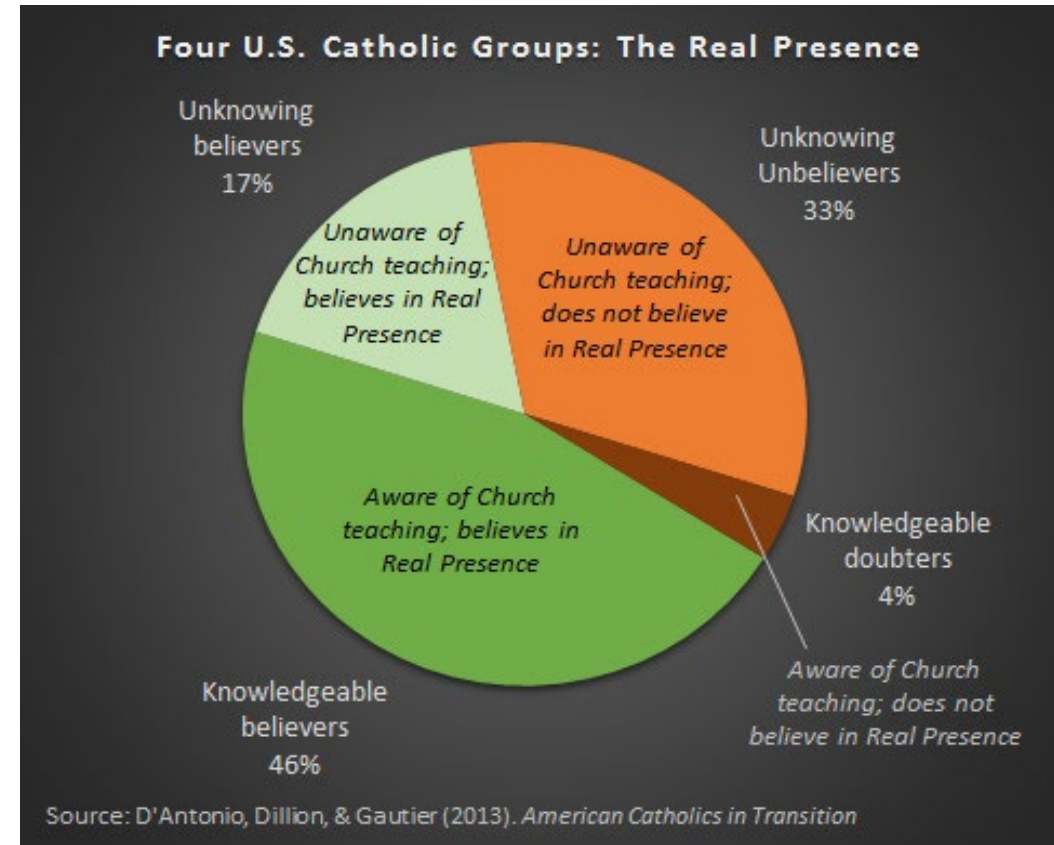 Four U.S. Catholic Groups: The Real Presence
Unknowing
believers
17%
Unknowing
Unbelievers
33%
Unaware of
Church teaching;
believes in Real
Presence
Unaware of
Church teaching;
does not believe
in Real Presence
Aware of Church
teaching; believes in
Real Presence
Knowledgeable
doubters
4%
Aware of Church
teaching; does not
believe in Real Presence
Knowledgeable
believers
46%
Source: D'Antonio, Dillion, & Gautier (2013). American Catholics in Transition